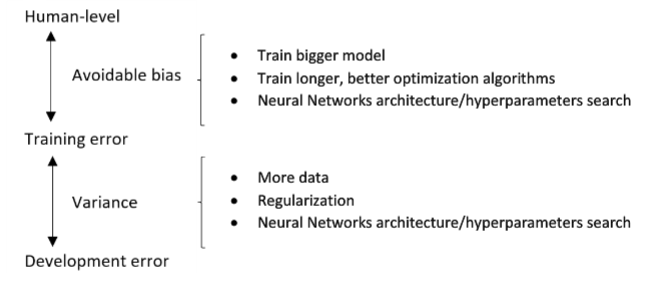 Human-level
Avoidable bias
• Train bigger model
• Train longer, better optimization algorithms
• Neural Networks architecture/hyperparameters search
Training error
Variance
• More data
• Regularization
• Neural Networks architecture/hyperparameters search
Development error